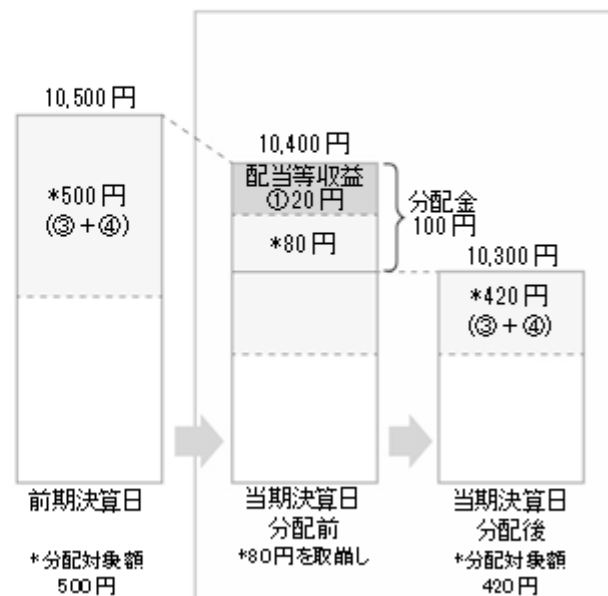 10,500円
*500円
(③+④)
前期決算日
*分配対象額
500円
10,400円
配当等収益
①20円
*80円
分配金
100円
当期決算日
分配前
*80円を取崩し
10,300円
*420円
(③+④)
当期決算日
分配後
*分配対象額
420円